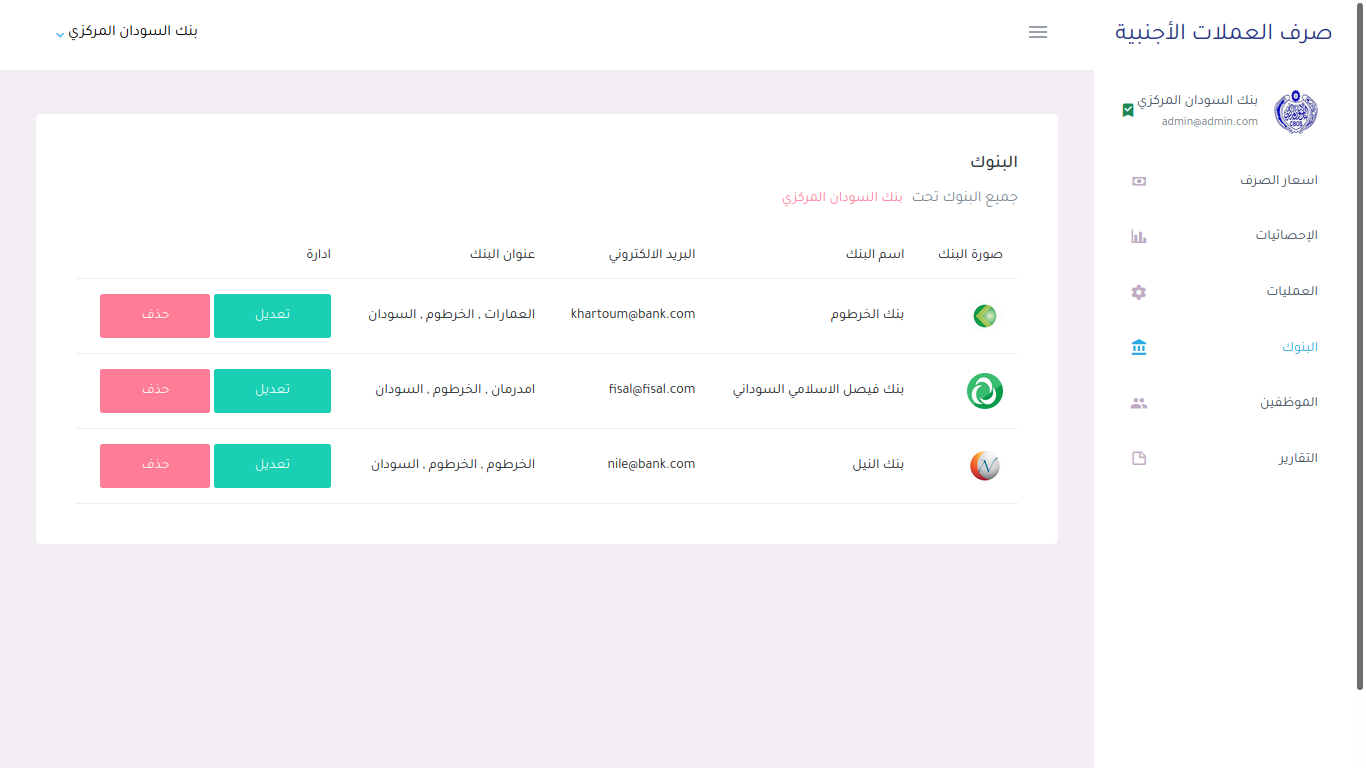 صرف العملات الأجنبية
بنك السودان المركزي
بنك السودان المركزي
admin@admin.com
اسعار الصرف
الإحصائيات
العمليات
البنوك
الموظفين
التقارير
البنوك
جميع البنوك تحت بنك السودان المركزي
صورة البنك اسم البنك البريد الالكتروني عنوان البنك ادارة
بنك الخرطوم khartoum@bank.com العمارات , الخرطوم , السودان تعديل حذف
بنك فيصل الاسلامي السوداني fisal@fisal.com امدرمان , الخرطوم , السودان تعديل حذف
بنك النيل nile@bank.com الخرطوم , الخرطوم , السودان تعديل حذف